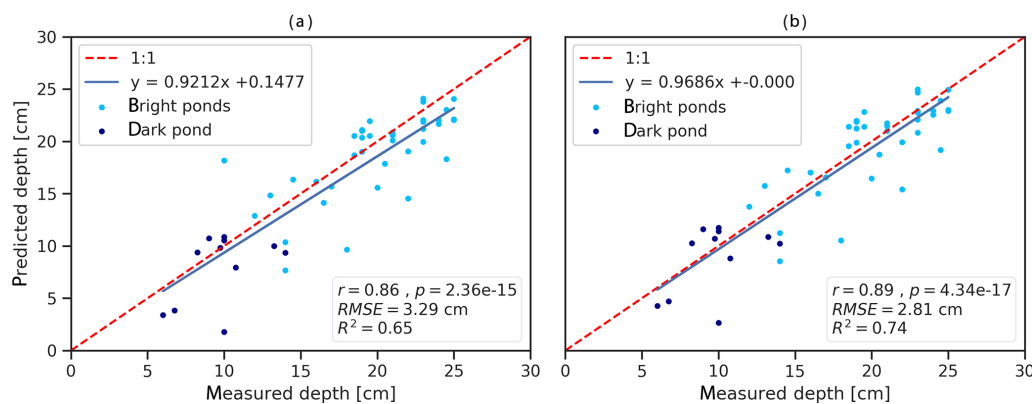 (a)
30
25
20
15
10
5
0
Predicted depth [cm]
1:1
y = 0.9212x +0.1477
Bright ponds
Dark pond
r = 0.86 , p = 2.36e-15
RMSE = 3.29 cm
R² = 0.65
0 5 10 15 20 25 30
Measured depth [cm]
(b)
1:1
y = 0.9686x +-0.000
Bright ponds
Dark pond
r = 0.89 , p = 4.34e-17
RMSE = 2.81 cm
R² = 0.74
0 5 10 15 20 25 30
Measured depth [cm]